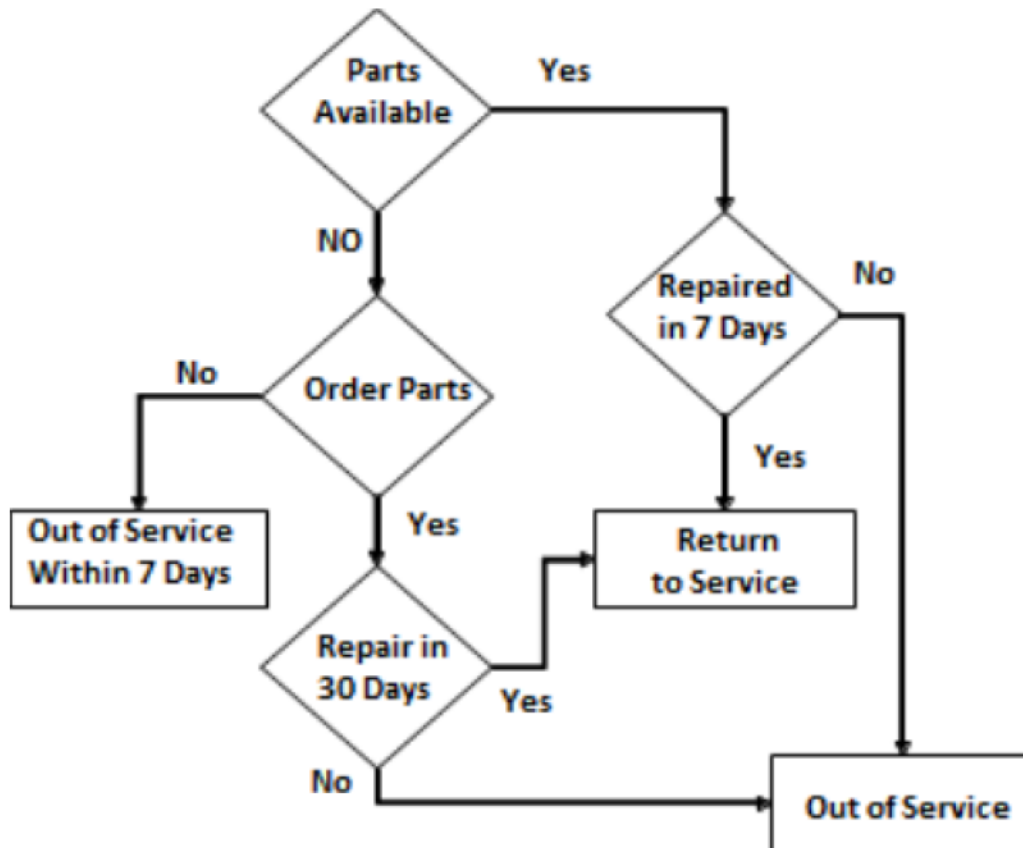 Parts
Available
Yes
NO
Repaired
in 7 Days
No
No
Order Parts
Yes
Yes
Out of Service
Within 7 Days
Return
to Service
Repair in
30 Days
Yes
No
Out of Service